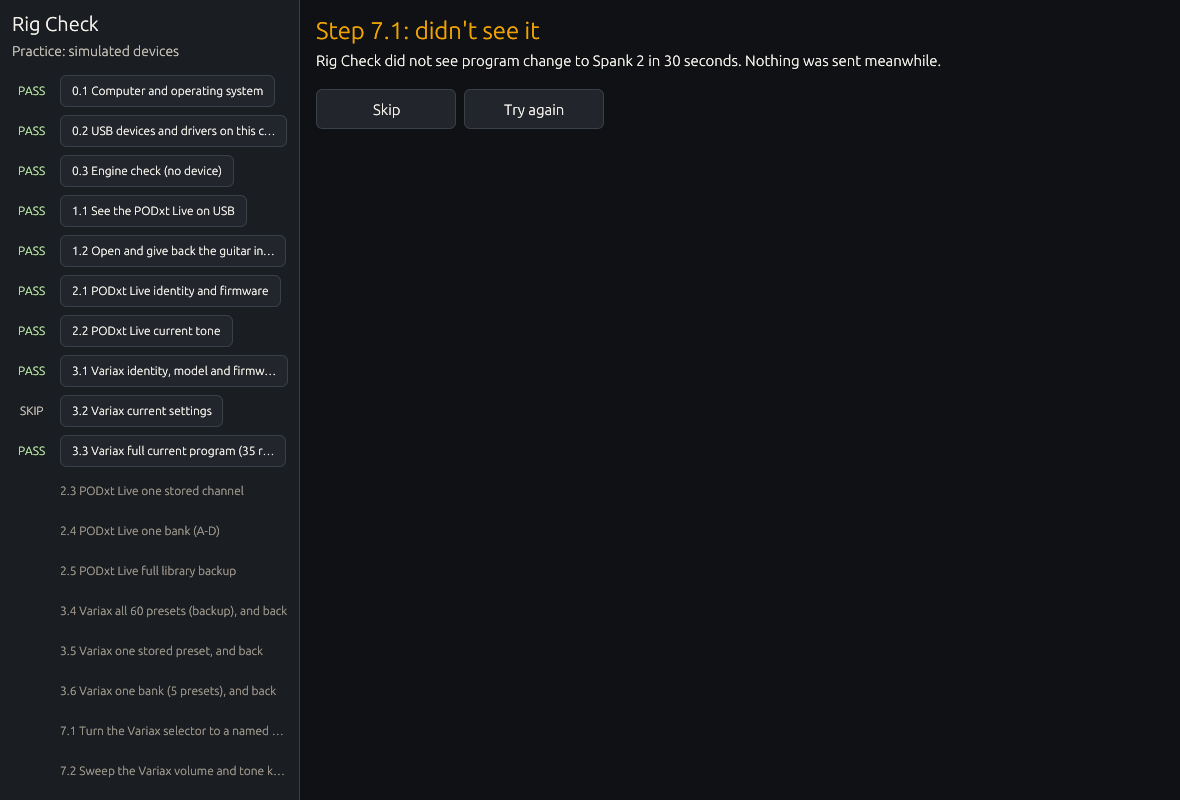 Rig Check
Practice: simulated devices
PASS 0.1 Computer and operating system
PASS 0.2 USB devices and drivers on this c...
PASS 0.3 Engine check (no device)
PASS 1.1 See the PODxt Live on USB
PASS 1.2 Open and give back the guitar in...
PASS 2.1 PODxt Live identity and firmware
PASS 2.2 PODxt Live current tone
PASS 3.1 Variax identity, model and firmw...
SKIP 3.2 Variax current settings
PASS 3.3 Variax full current program (35 r...
2.3 PODxt Live one stored channel
2.4 PODxt Live one bank (A-D)
2.5 PODxt Live full library backup
3.4 Variax all 60 presets (backup), and back
3.5 Variax one stored preset, and back
3.6 Variax one bank (5 presets), and back
7.1 Turn the Variax selector to a named ...
7.2 Sweep the Variax volume and tone k...
Step 7.1: didn't see it
Rig Check did not see program change to Spank 2 in 30 seconds. Nothing was sent meanwhile.
Skip Try again